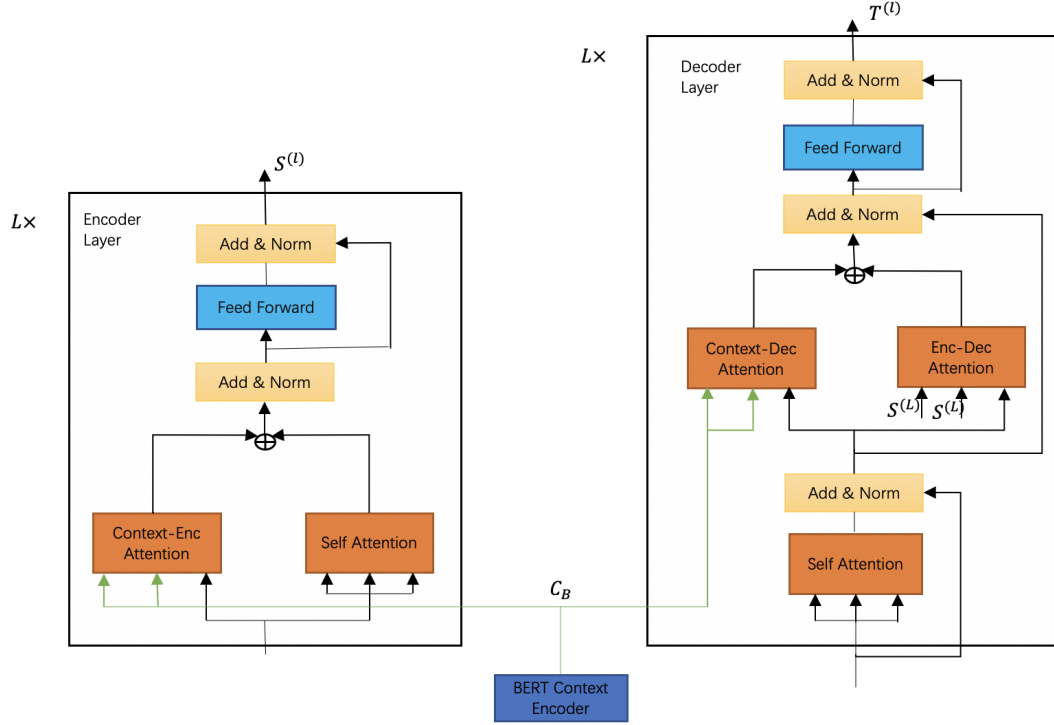 L×
Encoder
Layer
S^(l)
Add & Norm
Feed Forward
Add & Norm
Context-Enc
Attention
Self Attention
C_B
BERT Context
Encoder
L×
Decoder
Layer
T^(l)
Add & Norm
Feed Forward
Add & Norm
Context-Dec
Attention
Enc-Dec
Attention
S^(L) S^(L)
Add & Norm
Self Attention